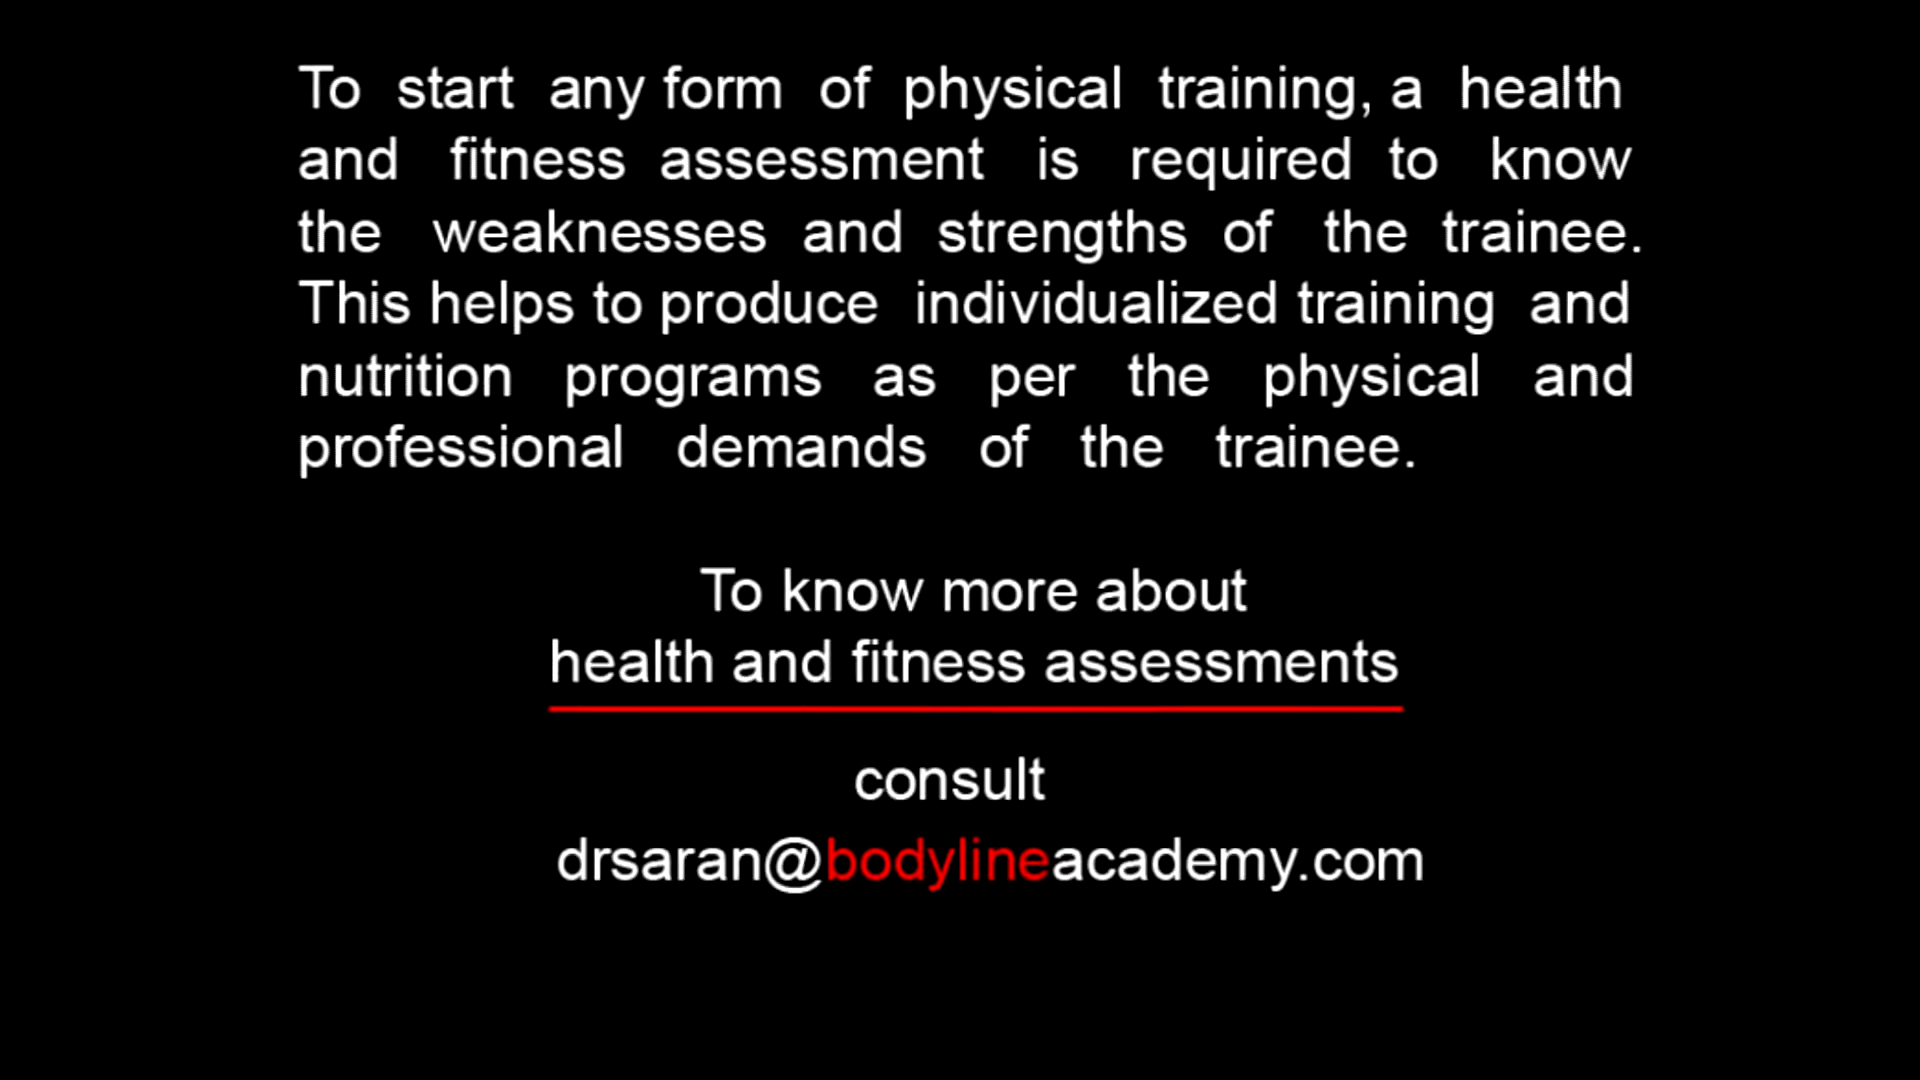 To start any form of physical training, a health
and fitness assessment is required to know
the weaknesses and strengths of the trainee.
This helps to produce individualized training and
nutrition programs as per the physical and
professional demands of the trainee.
To know more about
health and fitness assessments
consult
drsaran@bodylineacademy.com